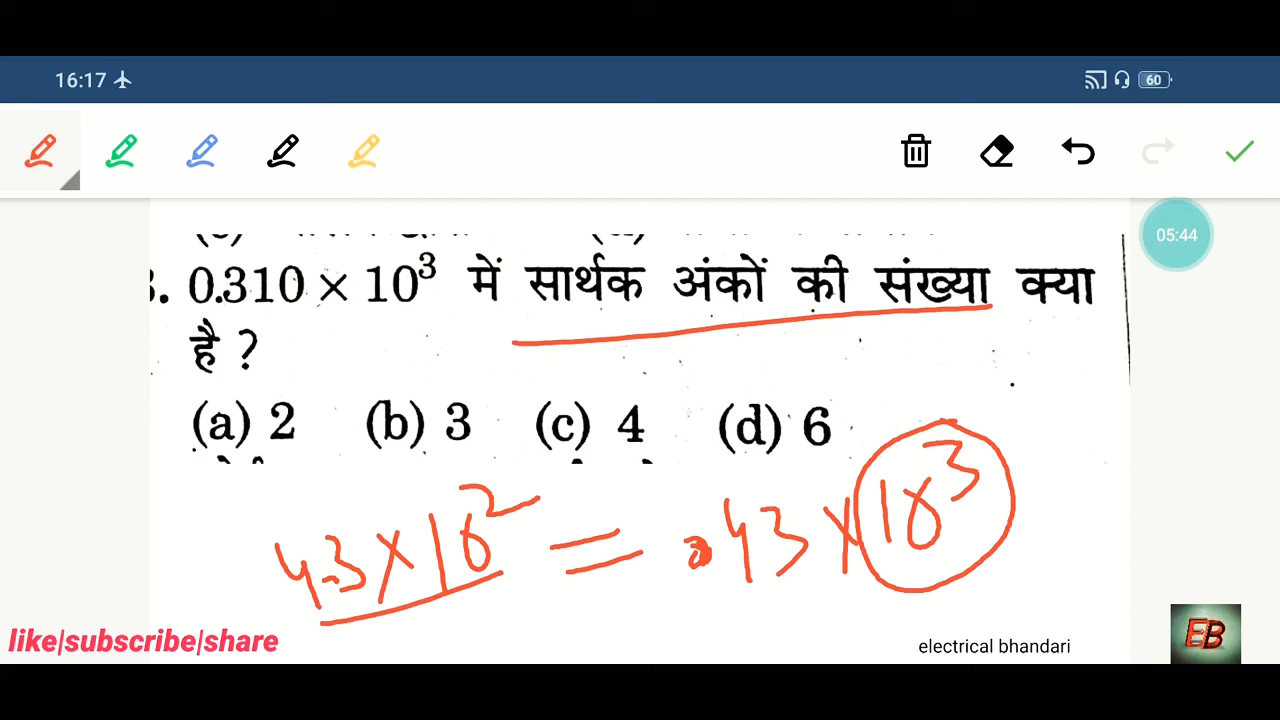 16:17
60
05:44
3. 0.310 × 10³ में सार्थक अंकों की संख्या क्या
है ?
(a) 2 (b) 3 (c) 4 (d) 6
4.3 × 10² = .43 × 10³
like|subscribe|share
electrical bhandari
EB